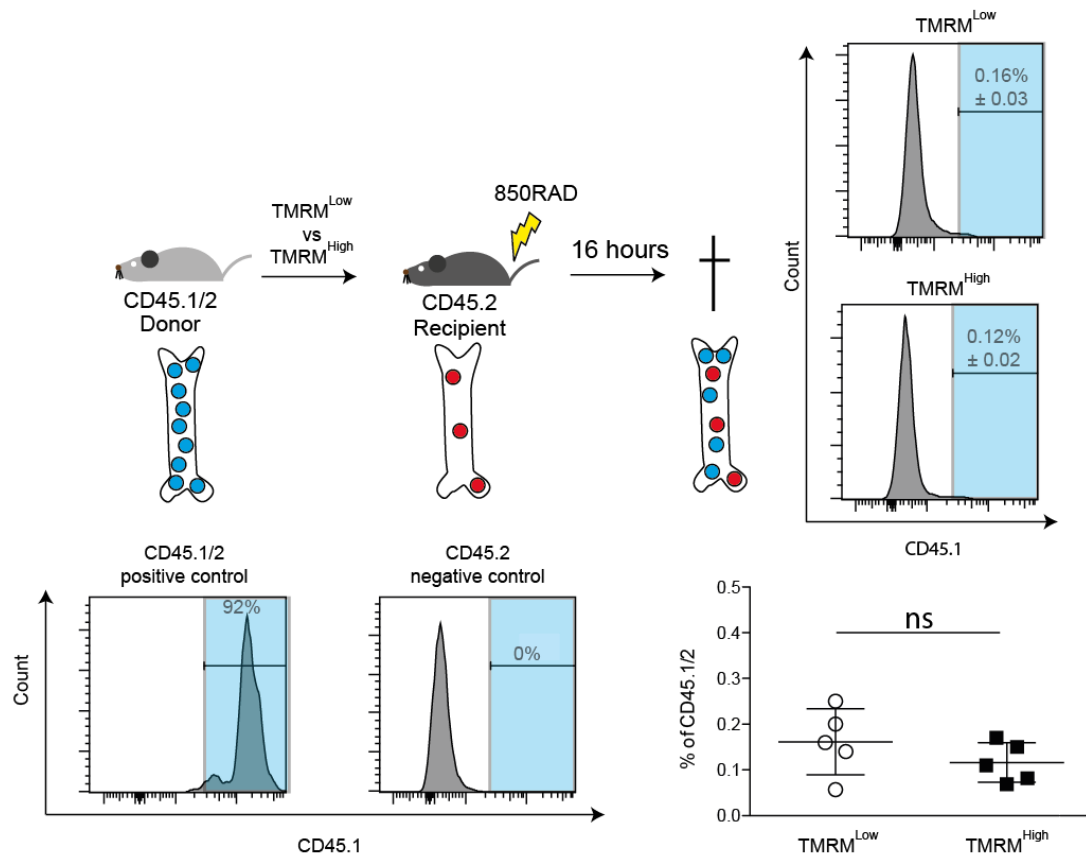 TMRM^Low
vs
TMRM^High
850RAD
16 hours
CD45.1/2
Donor
CD45.2
Recipient
TMRM^Low
0.16%
± 0.03
TMRM^High
0.12%
± 0.02
Count
CD45.1
CD45.1/2
positive control
92%
CD45.2
negative control
0%
Count
CD45.1
0.5
0.4
0.3
0.2
0.1
0.0
% of CD45.1/2
ns
TMRM^Low
TMRM^High